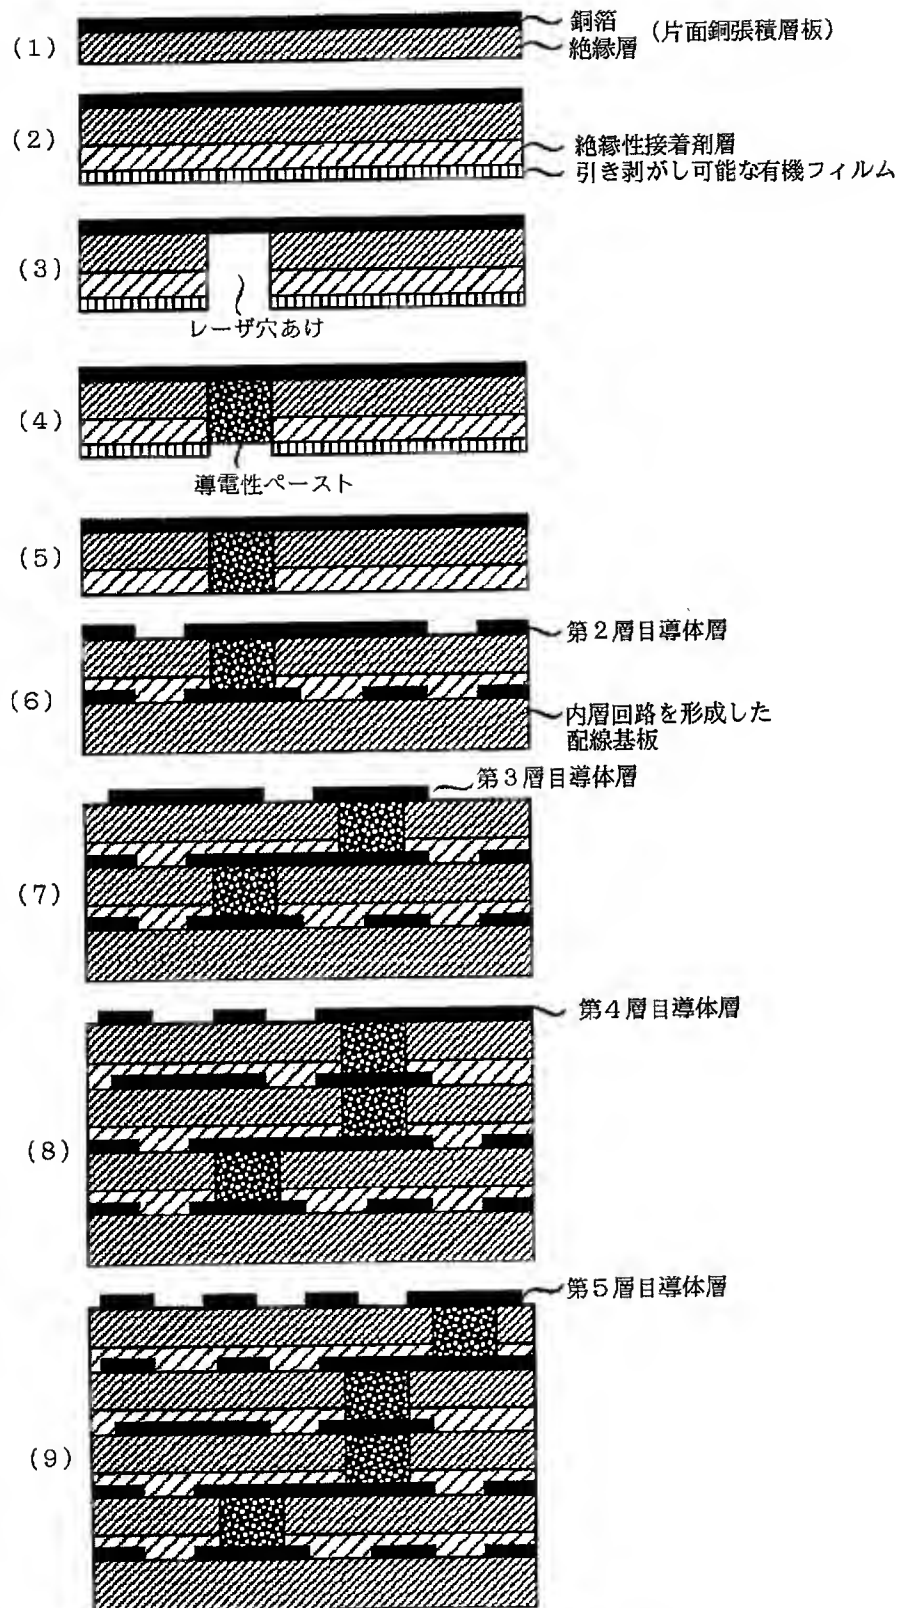 (1)
銅箔
絶縁層
(片面銅張積層板)
(2)
絶縁性接着剤層
引き剥がし可能な有機フィルム
(3)
レーザ穴あけ
(4)
導電性ペースト
(5)
(6)
第2層目導体層
内層回路を形成した
配線基板
(7)
第3層目導体層
(8)
第4層目導体層
(9)
第5層目導体層